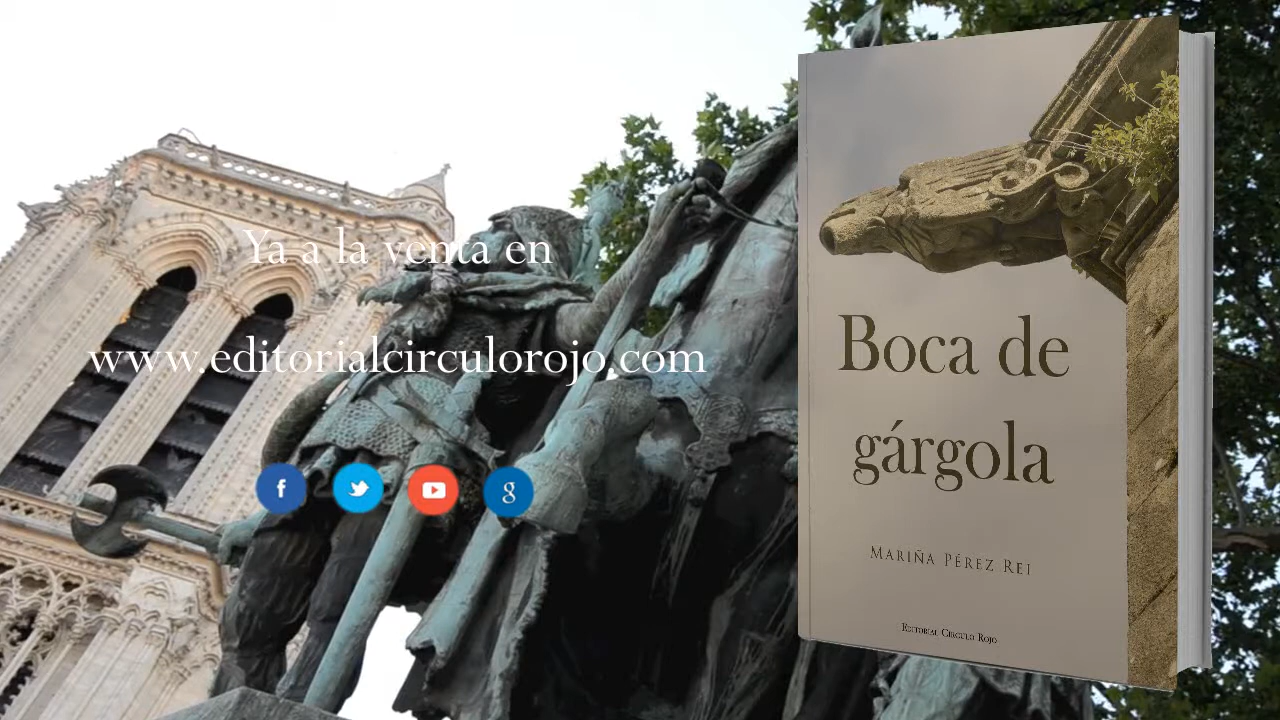 Ya a la venta en
www.editorialcirculorojo.com
f
g
Boca de
gárgola
Mariña Pérez Rei
Editorial Círculo Rojo